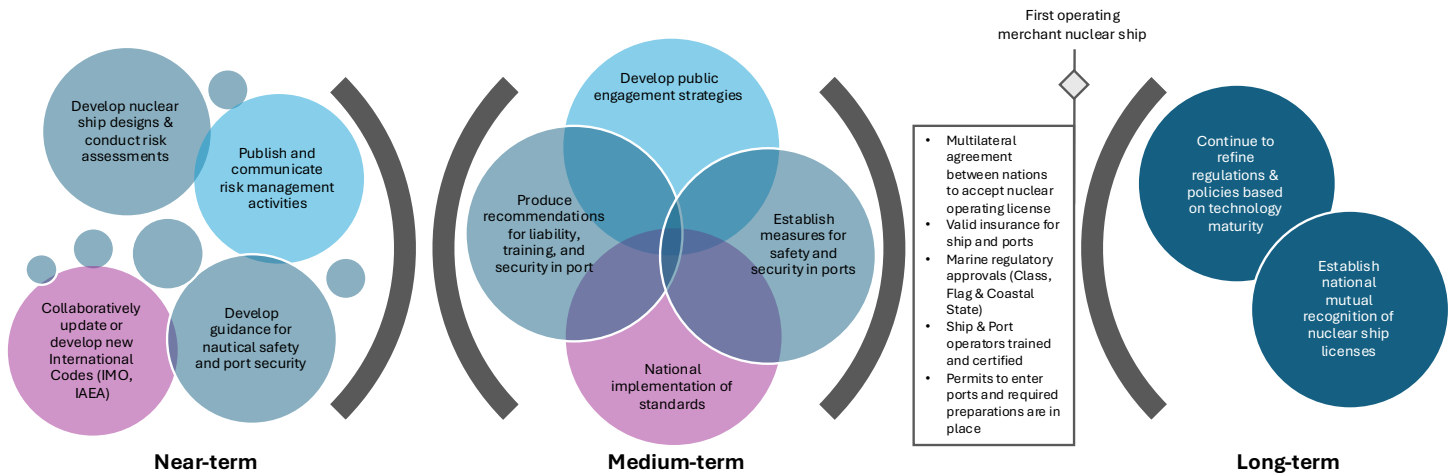 Develop nuclear
ship designs &
conduct risk
assessments
Publish and
communicate
risk management
activities
Collaboratively
update or
develop new
International
Codes (IMO,
IAEA)
Develop
guidance for
nautical safety
and port security
Near-term
Develop public
engagement strategies
Produce
recommendations
for liability,
training, and
security in port
Establish
measures for
safety and
security in ports
National
implementation of
standards
Medium-term
First operating
merchant nuclear ship
• Multilateral
agreement
between nations
to accept nuclear
operating license
• Valid insurance for
ship and ports
• Marine regulatory
approvals (Class,
Flag & Coastal
State)
• Ship & Port
operators trained
and certified
• Permits to enter
ports and required
preparations are in
place
Continue to
refine
regulations &
policies based
on technology
maturity
Establish
national
mutual
recognition of
nuclear ship
licenses
Long-term